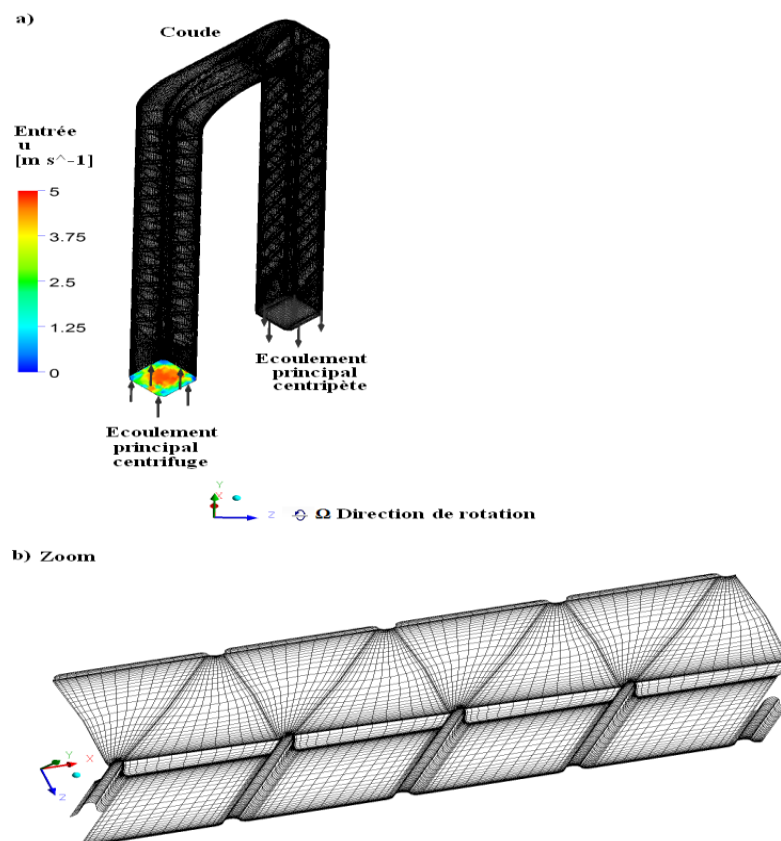 a)
Coude
Entrée
u
[m s^-1]
5
3.75
2.5
1.25
0
Ecoulement
principal
centripète
Ecoulement
principal
centrifuge
Y
X
Z
Ω Direction de rotation
b) Zoom
Y
X
Z